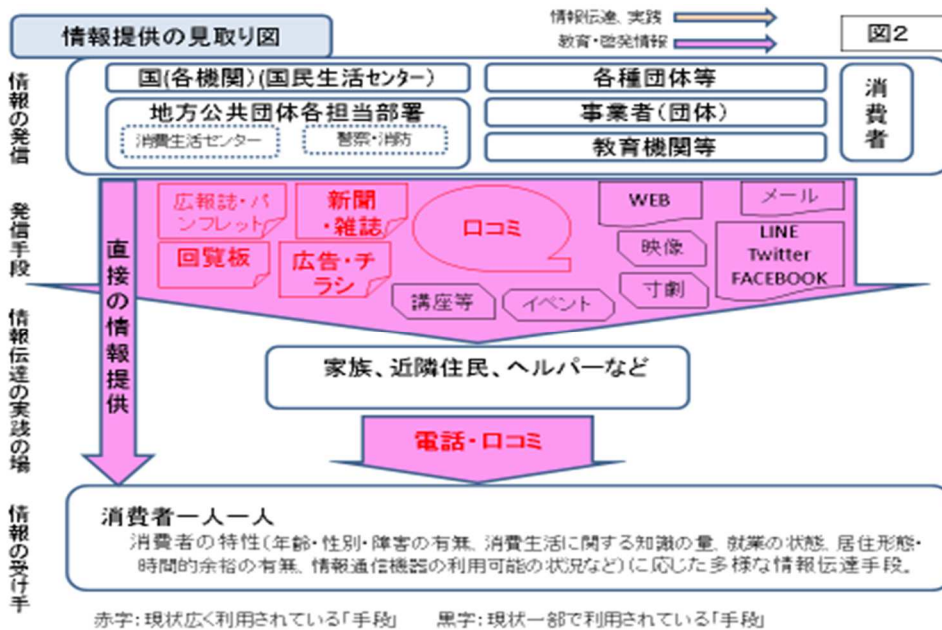 情報提供の見取り図
情報伝達、実践
教育・啓発情報
図2
情報の発信
国(各機関)(国民生活センター)
地方公共団体各担当部署
消費生活センター
警察・消防
各種団体等
事業者(団体)
教育機関等
消費者
発信手段
直接の情報提供
広報誌・パ
ンフレット
新聞
・雑誌
回覧板
広告・チ
ラシ
口コミ
講座等
イベント
WEB
映像
寸劇
メール
LINE
Twitter
FACEBOOK
情報伝達の実践の場
家族、近隣住民、ヘルパーなど
電話・口コミ
情報の受け手
消費者一人一人
消費者の特性(年齢・性別・障害の有無、消費生活に関する知識の量、就業の状態、居住形態・
時間的余裕の有無、情報通信機器の利用可能の状況など)に応じた多様な情報伝達手段。
赤字:現状広く利用されている「手段」
黒字:現状一部で利用されている「手段」